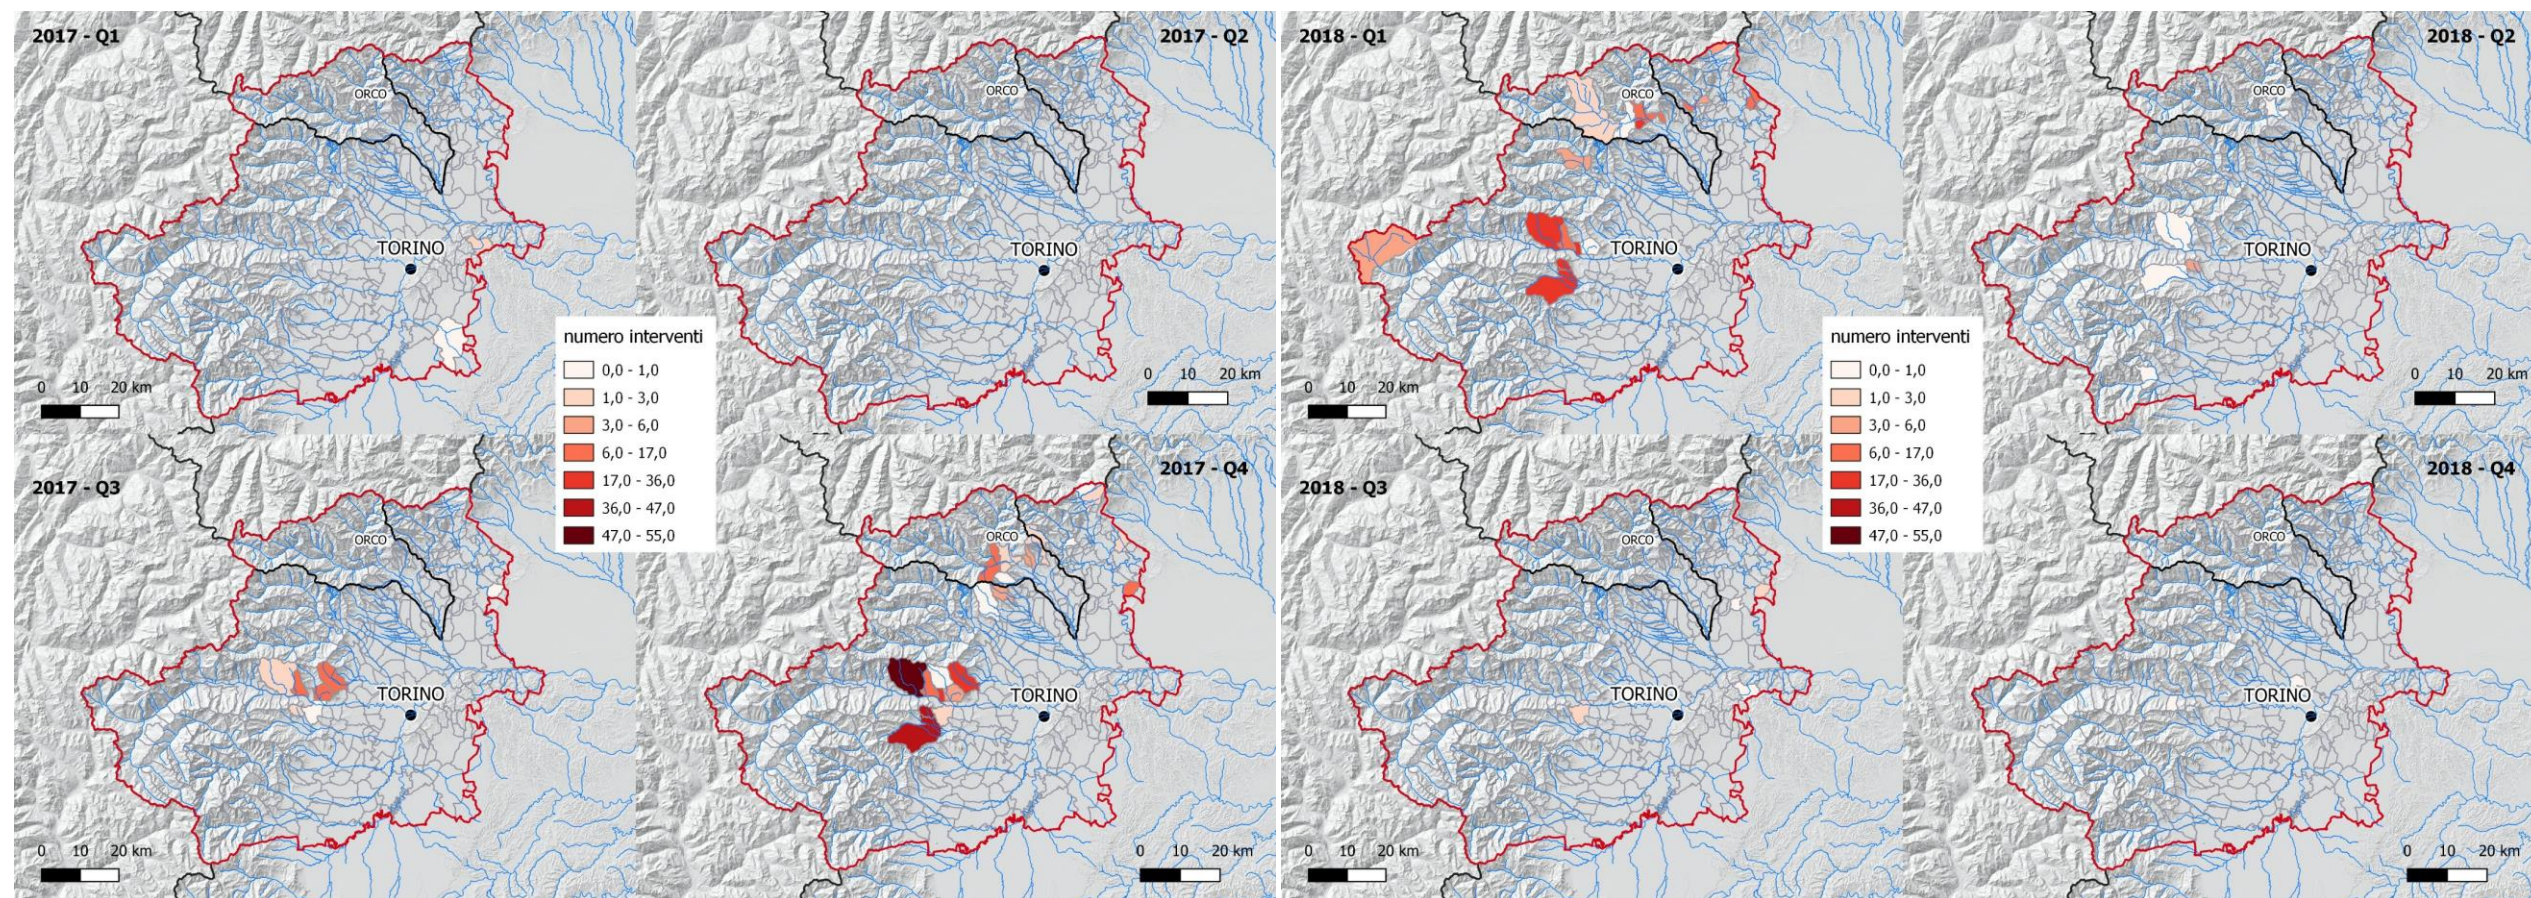 2017 - Q1
ORCO
TORINO
0 10 20 km
2017 - Q2
ORCO
TORINO
0 10 20 km
numero interventi
0,0 - 1,0
1,0 - 3,0
3,0 - 6,0
6,0 - 17,0
17,0 - 36,0
36,0 - 47,0
47,0 - 55,0
2017 - Q3
ORCO
TORINO
0 10 20 km
2017 - Q4
ORCO
TORINO
0 10 20 km
2018 - Q1
ORCO
TORINO
0 10 20 km
2018 - Q2
ORCO
TORINO
0 10 20 km
numero interventi
0,0 - 1,0
1,0 - 3,0
3,0 - 6,0
6,0 - 17,0
17,0 - 36,0
36,0 - 47,0
47,0 - 55,0
2018 - Q3
ORCO
TORINO
0 10 20 km
2018 - Q4
ORCO
TORINO
0 10 20 km